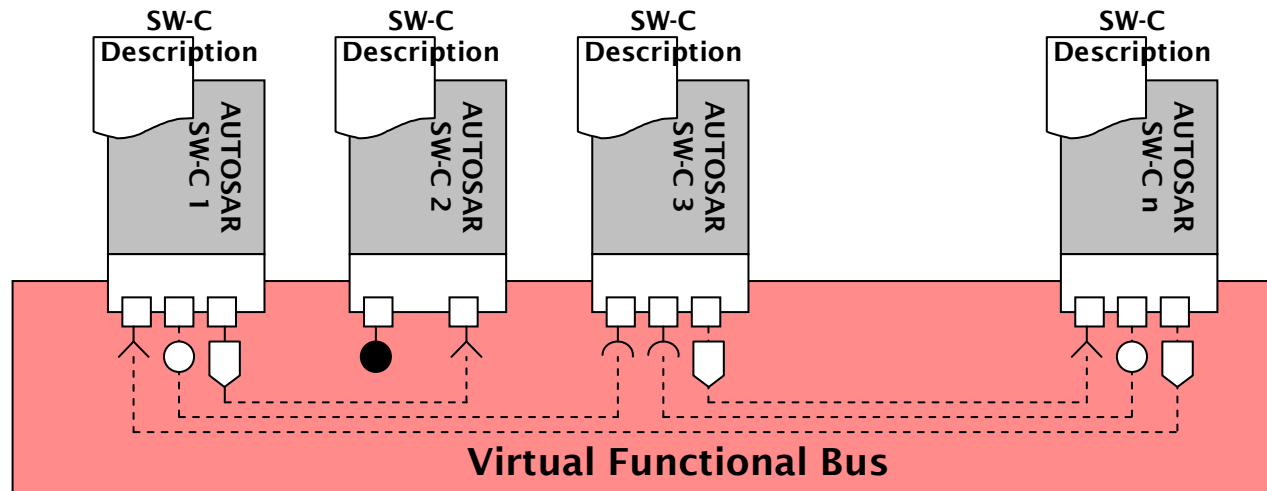 SW-C
Description
AUTOSAR
SW-C 1
SW-C
Description
AUTOSAR
SW-C 2
SW-C
Description
AUTOSAR
SW-C 3
SW-C
Description
AUTOSAR
SW-C n
Virtual Functional Bus